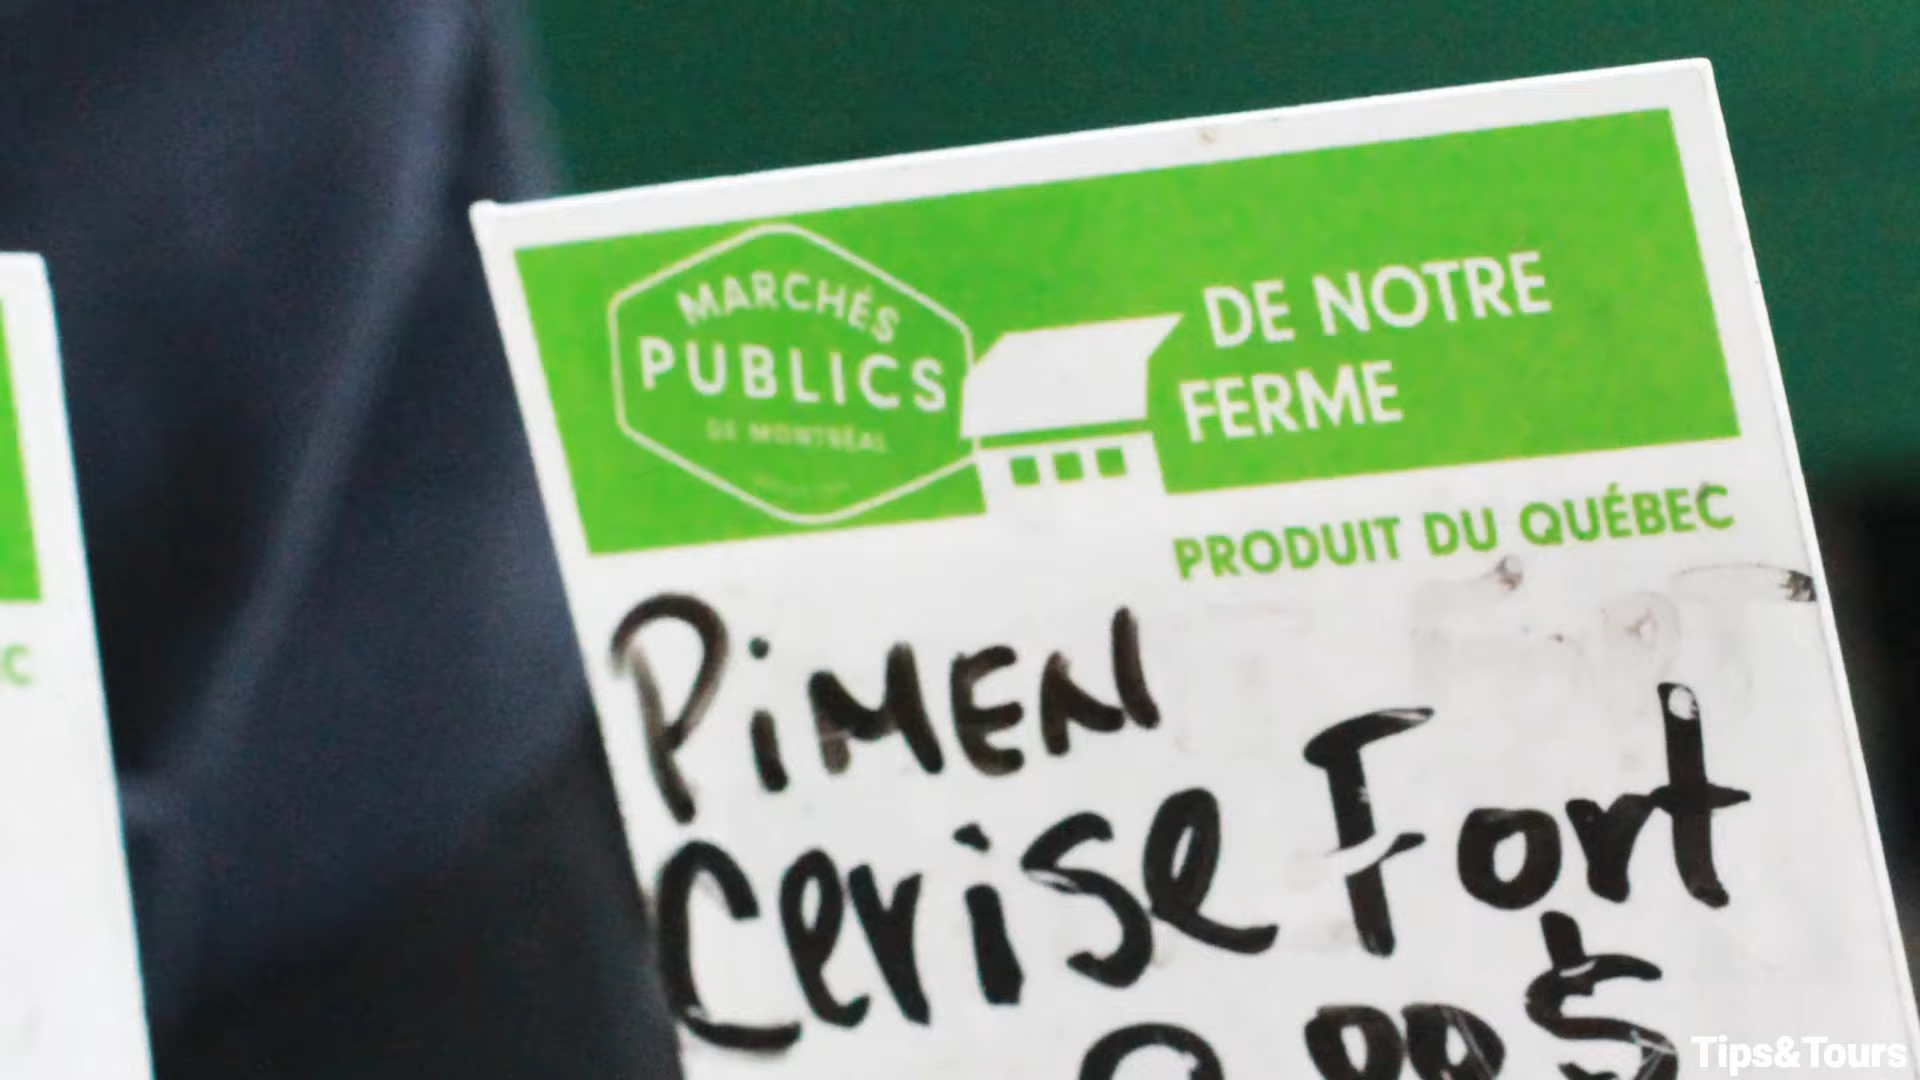 MARCHÉS
PUBLICS
DE MONTRÉAL
DE NOTRE
FERME
PRODUIT DU QUÉBEC
PiMEN
Cerise Fort
C
Tips&Tours